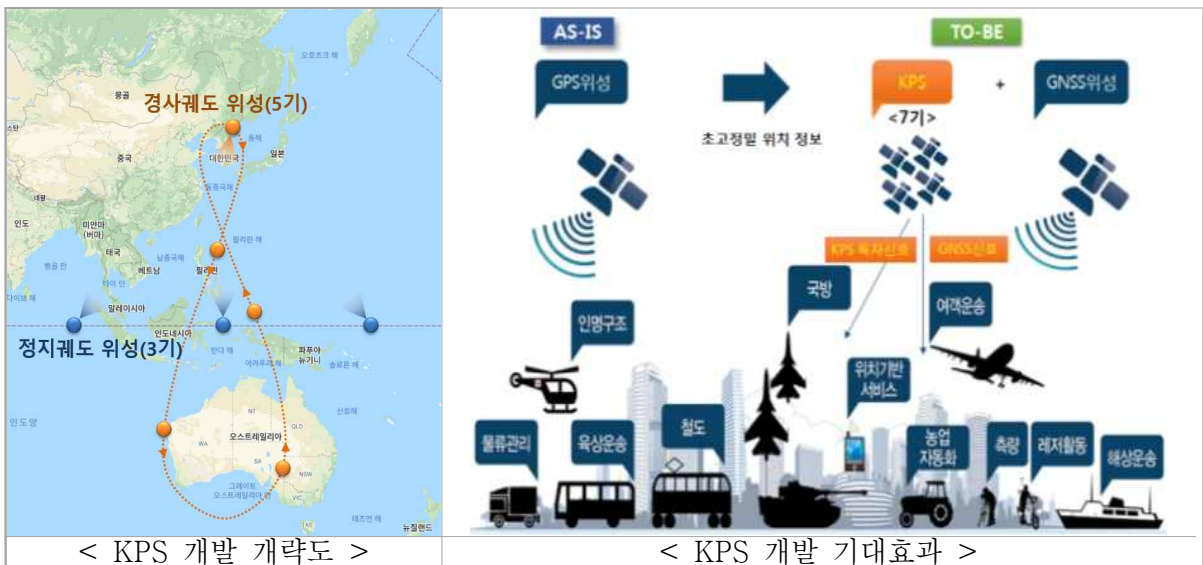 오호츠크 해
몽골
경사궤도 위성(5기)
스탄
동해
대한민국
일본
중국
동중국해
네팔
인도
미얀마
(버마)
태국
베트남
남중국해
필리핀 해
필리핀
벵골 만
타이 만
다이브 해
말레이시아
인도네시아
정지궤도 위성(3기)
반다 해
파푸아
뉴기니
아라푸라 해
솔로몬 해
인도양
산호해
NT
QLD
WA
오스트레일리아
SA
NSW
그레이트
오스트레일리아 만
VIC
TAS
태즈먼 해
뉴질랜드
< KPS 개발 개략도 >
AS-IS
TO-BE
GPS위성
KPS
+
GNSS위성
<7기>
초고정밀 위치 정보
KPS 독자신호
GNSS신호
국방
인명구조
여객운송
위치기반
서비스
물류관리
육상운송
철도
농업
자동화
측량
레저활동
해상운송
< KPS 개발 기대효과 >